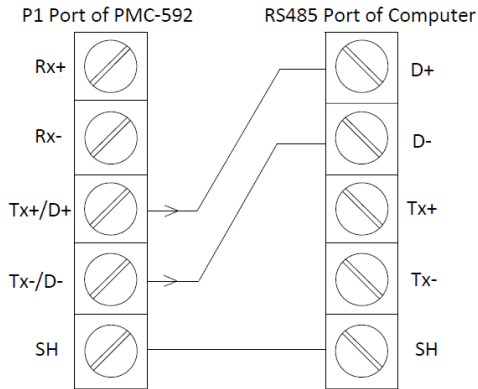 P1 Port of PMC-592
RS485 Port of Computer
Rx+
D+
Rx-
D-
Tx+/D+
Tx+
Tx-/D-
Tx-
SH
SH